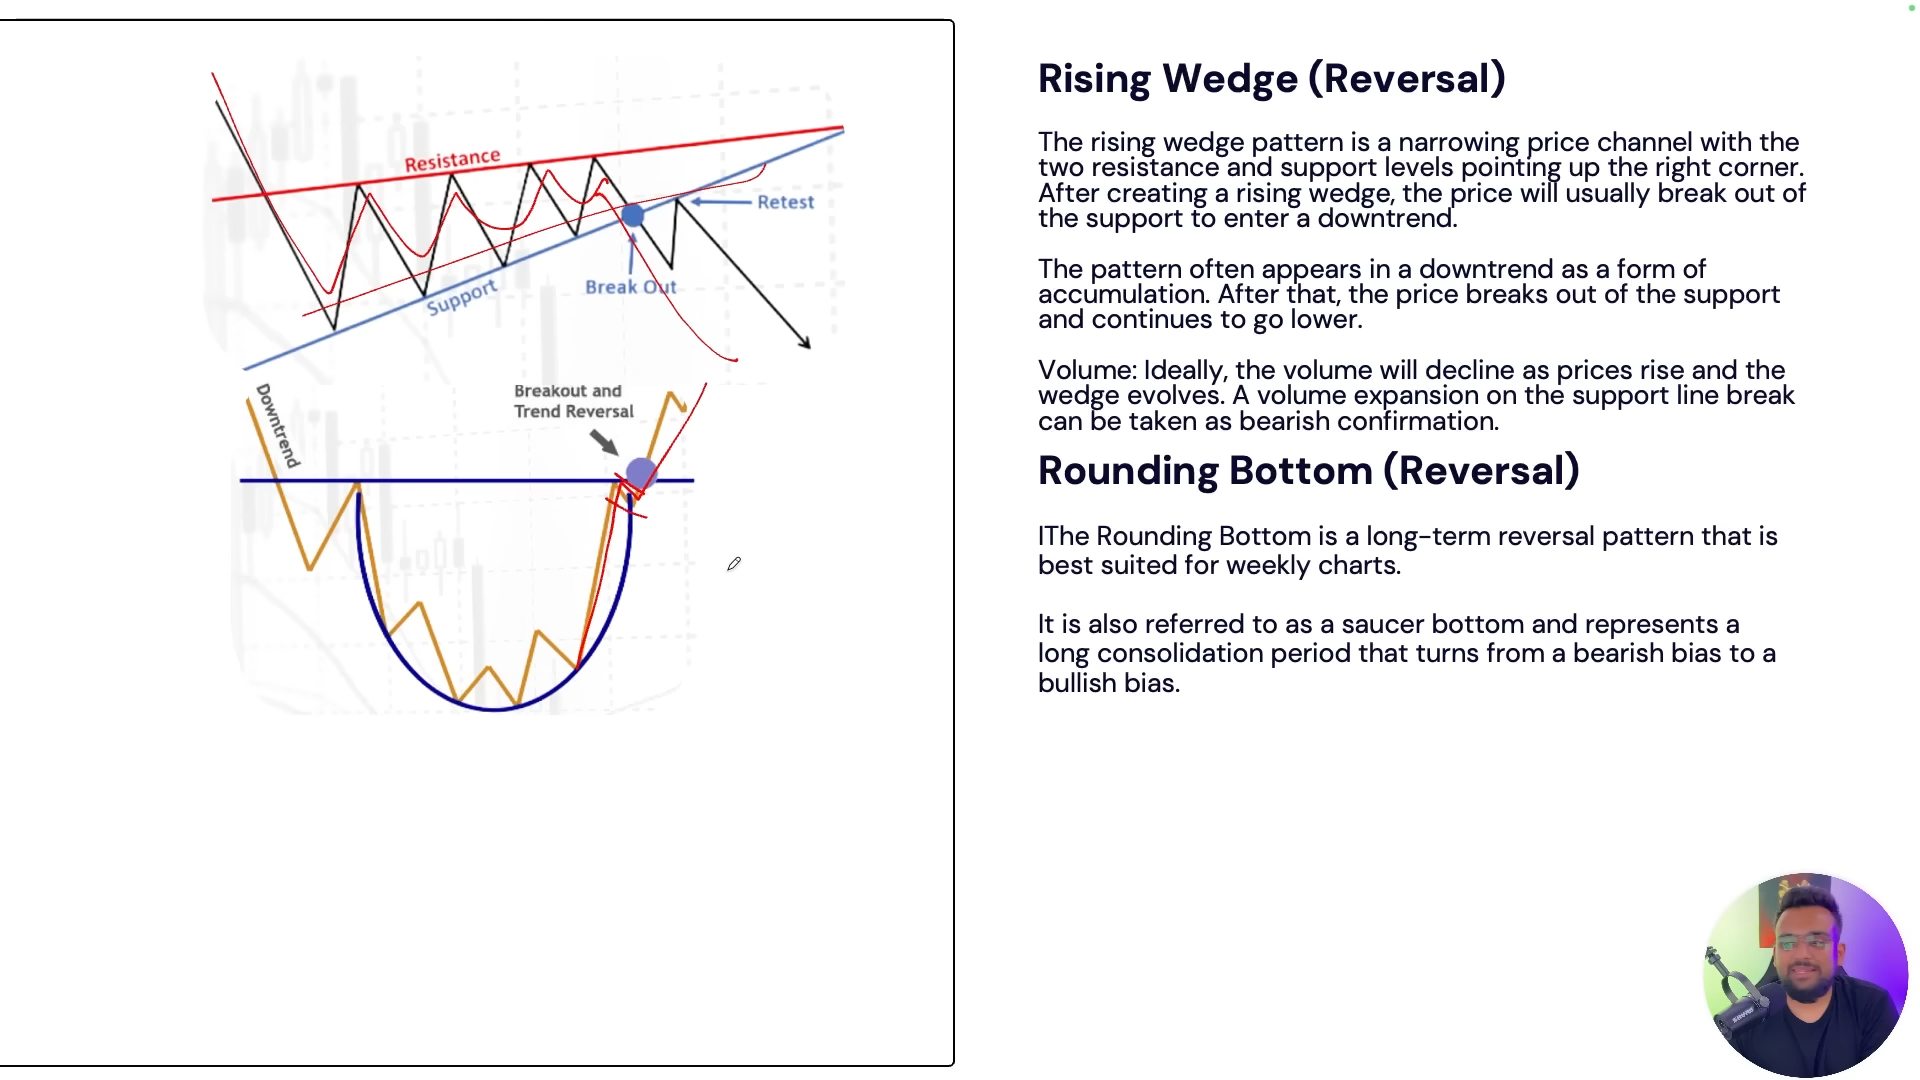 Resistance
Support
Break Out
Retest
Downtrend
Breakout and
Trend Reversal
Rising Wedge (Reversal)
The rising wedge pattern is a narrowing price channel with the
two resistance and support levels pointing up the right corner.
After creating a rising wedge, the price will usually break out of
the support to enter a downtrend.
The pattern often appears in a downtrend as a form of
accumulation. After that, the price breaks out of the support
and continues to go lower.
Volume: Ideally, the volume will decline as prices rise and the
wedge evolves. A volume expansion on the support line break
can be taken as bearish confirmation.
Rounding Bottom (Reversal)
IThe Rounding Bottom is a long-term reversal pattern that is
best suited for weekly charts.
It is also referred to as a saucer bottom and represents a
long consolidation period that turns from a bearish bias to a
bullish bias.